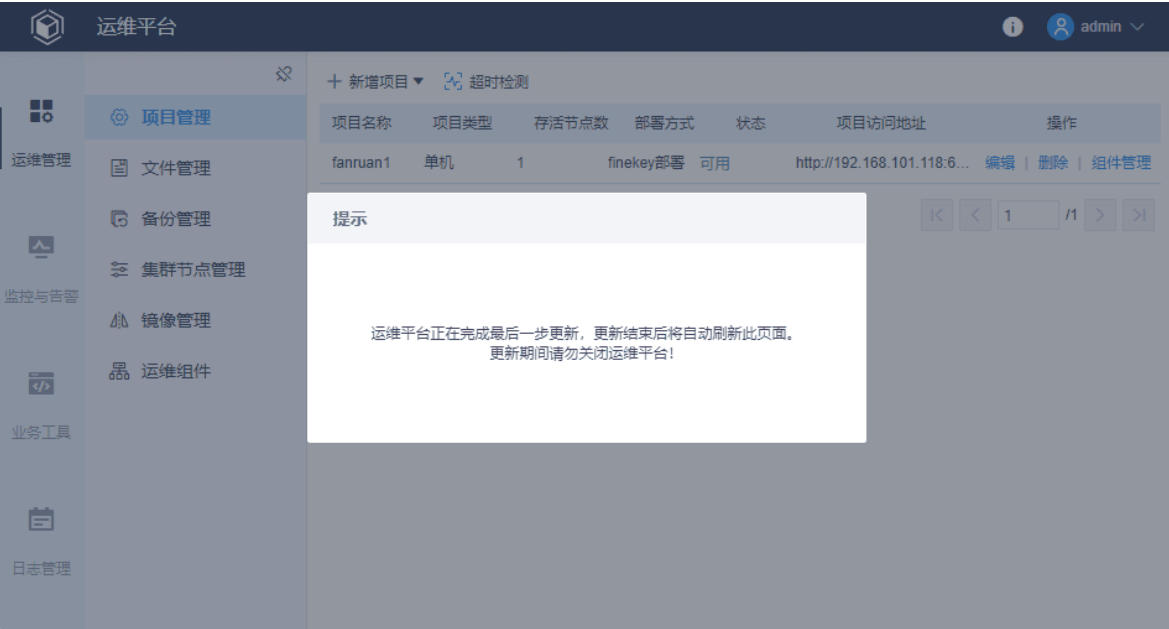 运维平台
admin
新增项目 超时检测
项目名称 项目类型 存活节点数 部署方式 状态 项目访问地址 操作
fanruan1 单机 1 finekey部署 可用 http://192.168.101.118:6... 编辑 | 删除 | 组件管理
1 /1
运维管理
监控与告警
业务工具
日志管理
项目管理
文件管理
备份管理
集群节点管理
镜像管理
运维组件
提示
运维平台正在完成最后一步更新，更新结束后将自动刷新此页面。
更新期间请勿关闭运维平台！